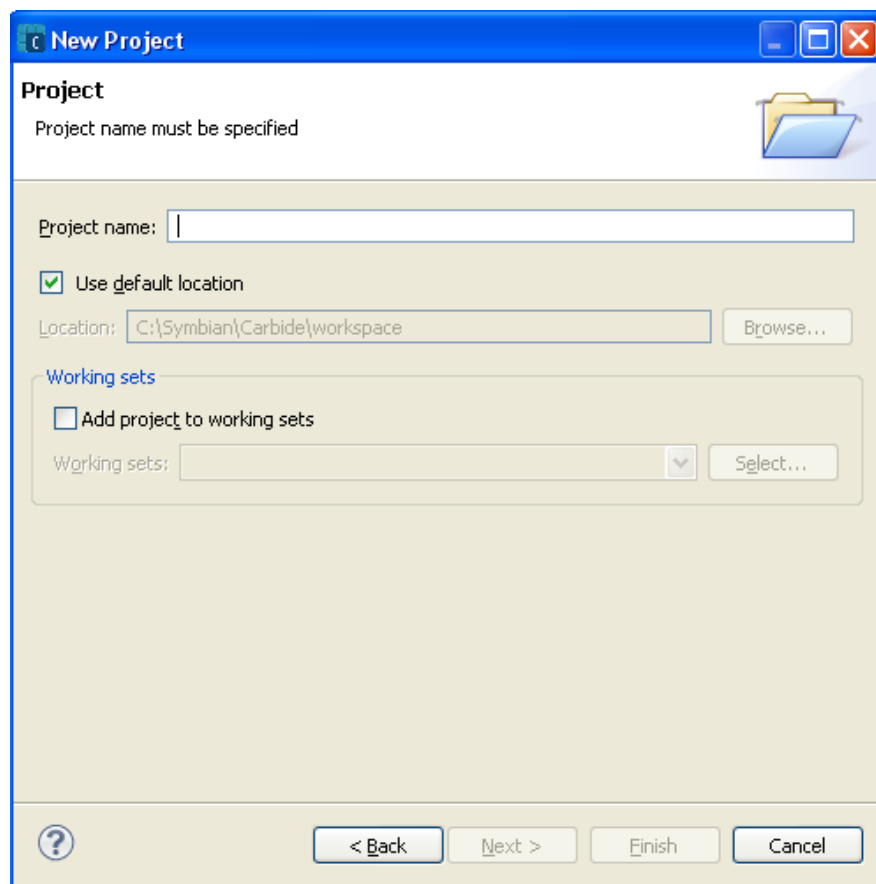 New Project
Project
Project name must be specified
Project name:
Use default location
Location: C:\Symbian\Carbide\workspace Browse...
Working sets
Add project to working sets
Working sets: Select...
? < Back Next > Finish Cancel